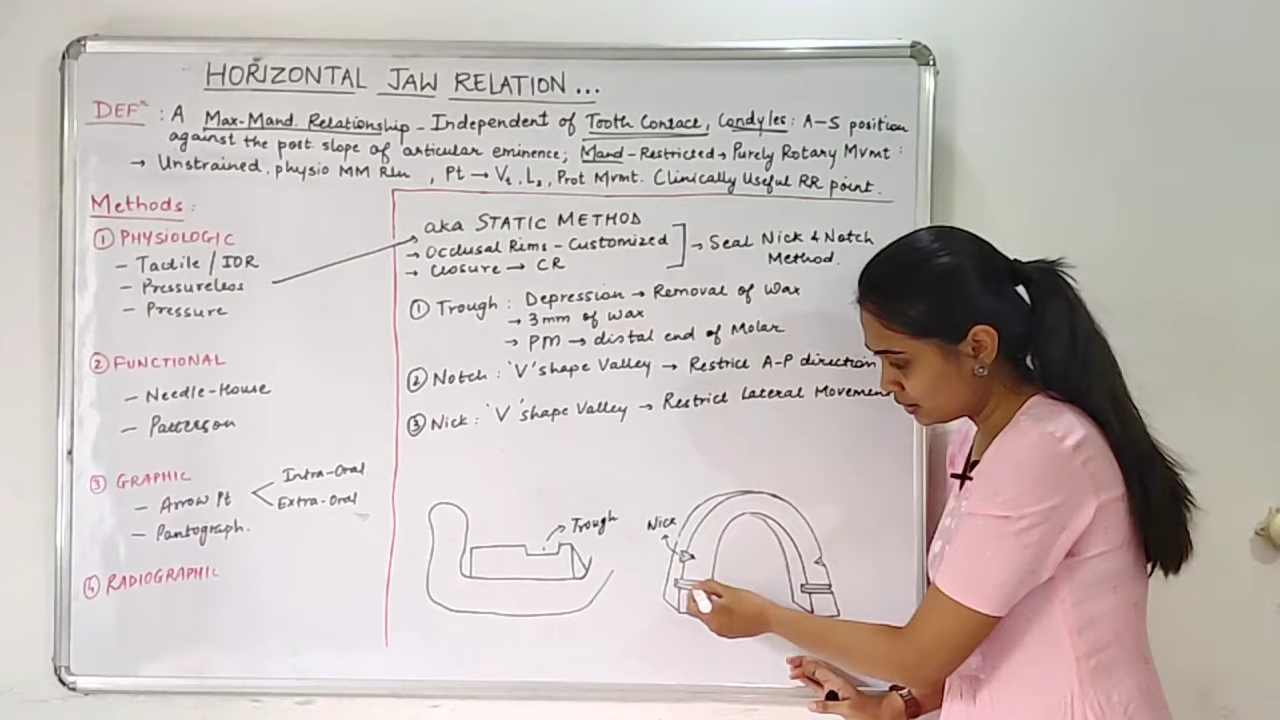 HORIZONTAL JAW RELATION...
DEFⁿ : A Max-Mand. Relationship - Independent of Tooth Contact, Condyles: A-S position
against the post slope of articular eminence; Mand - Restricted → Purely Rotary Mvmt :
→ Unstrained, physio MM Rln, Pt → Vt, L2, Prot Mvmt. Clinically Useful RR point.
Methods:
① PHYSIOLOGIC
- Tactile / IOR
- Pressureless
- Pressure
② FUNCTIONAL
- Needle-House
- Patterson
③ GRAPHIC
- Arrow Pt
Intra-Oral
Extra-Oral
- Pantograph.
④ RADIOGRAPHIC
aka STATIC METHOD
→ Occlusal Rims - Customized
→ Closure → CR
→ Seal Nick & Notch
Method.
① Trough : Depression → Removal of Wax
→ 3mm of wax
→ PM → distal end of Molar
② Notch : 'V' shape Valley → Restrict A-P direction
③ Nick : 'V' shape Valley → Restrict Lateral Movement
Trough
Nick